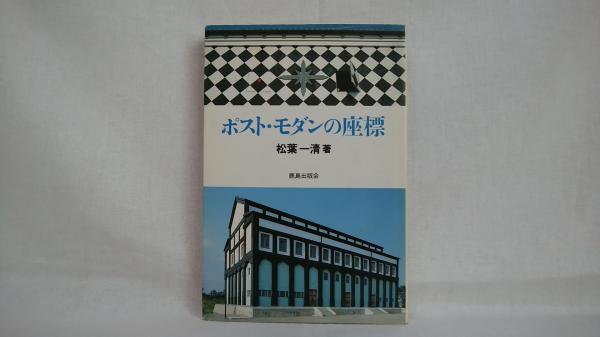 ポスト・モダンの座標
松葉一清 著
鹿島出版会